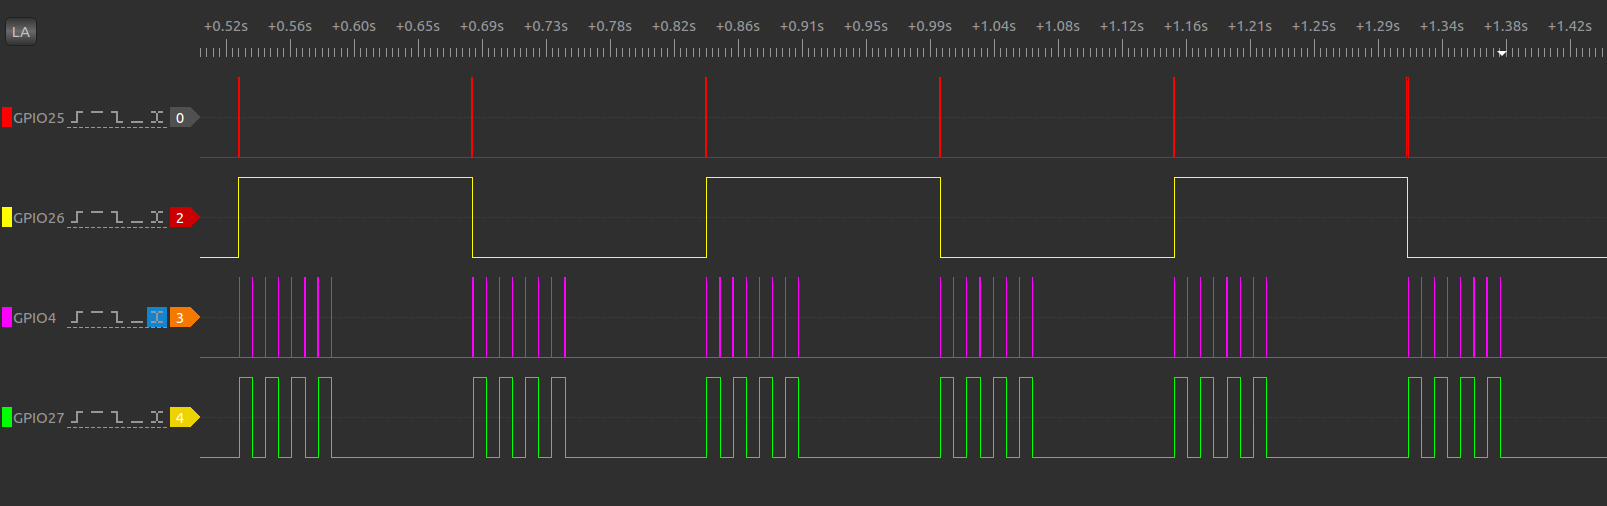 LA
+0.52s +0.56s +0.60s +0.65s +0.69s +0.73s +0.78s +0.82s +0.86s +0.91s +0.95s +0.99s +1.04s +1.08s +1.12s +1.16s +1.21s +1.25s +1.29s +1.34s +1.38s +1.42s
GPIO25 0
GPIO26 2
GPIO4 3
GPIO27 4